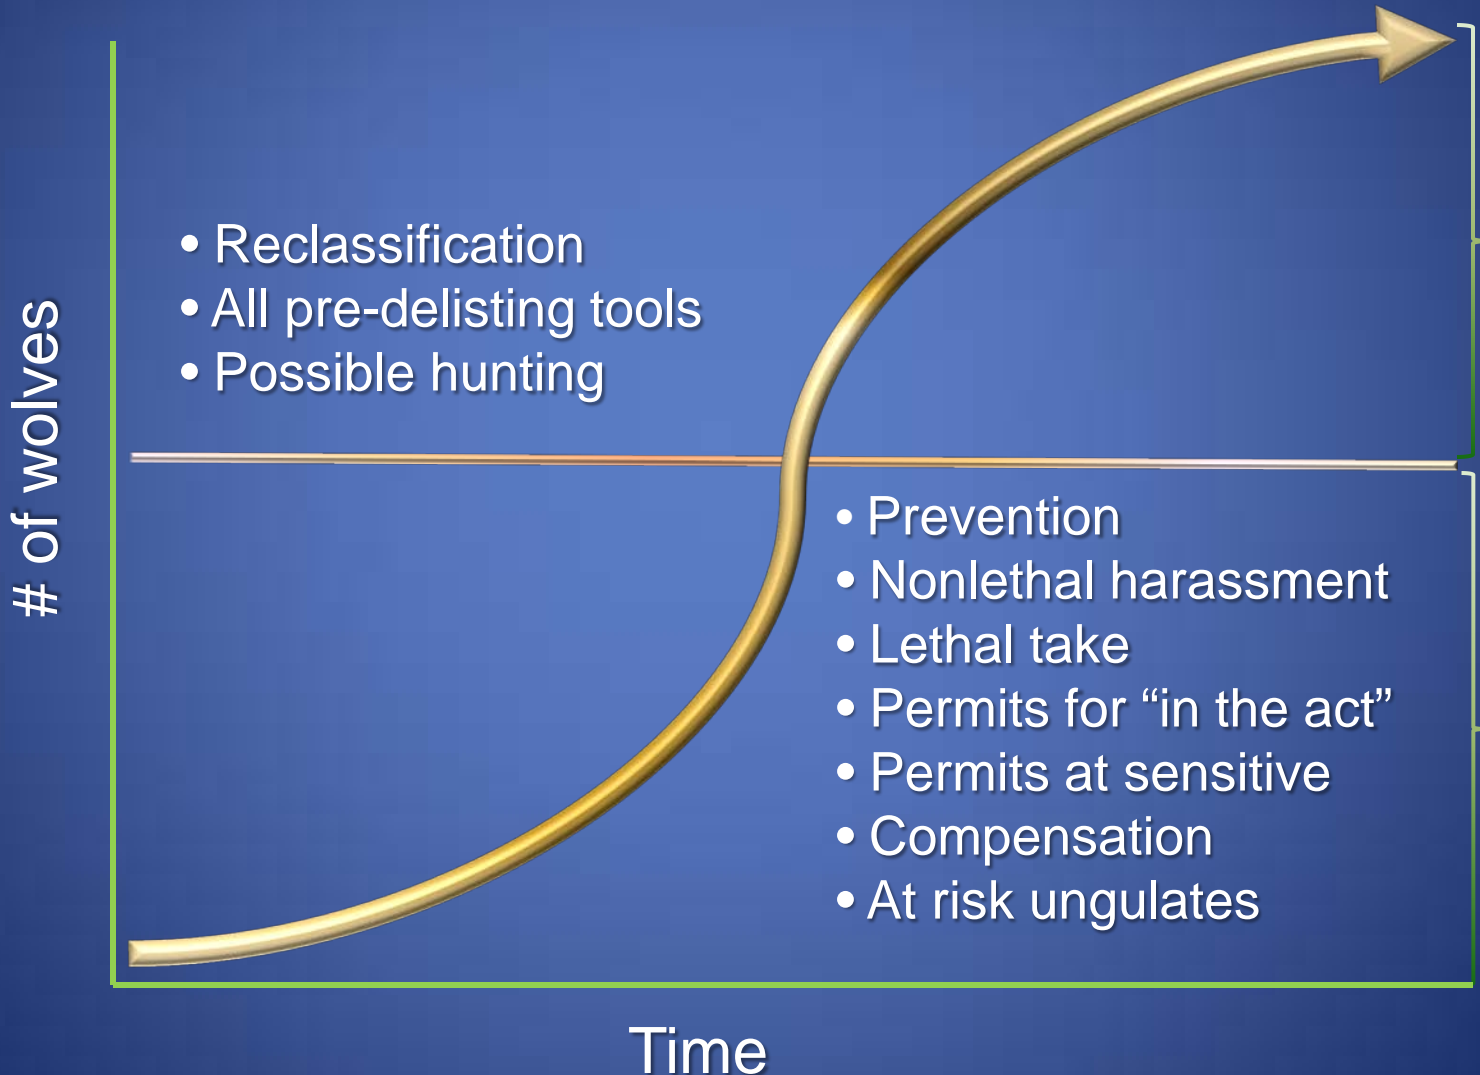 # of wolves
• Reclassification
• All pre-delisting tools
• Possible hunting
• Prevention
• Nonlethal harassment
• Lethal take
• Permits for “in the act”
• Permits at sensitive
• Compensation
• At risk ungulates
Time